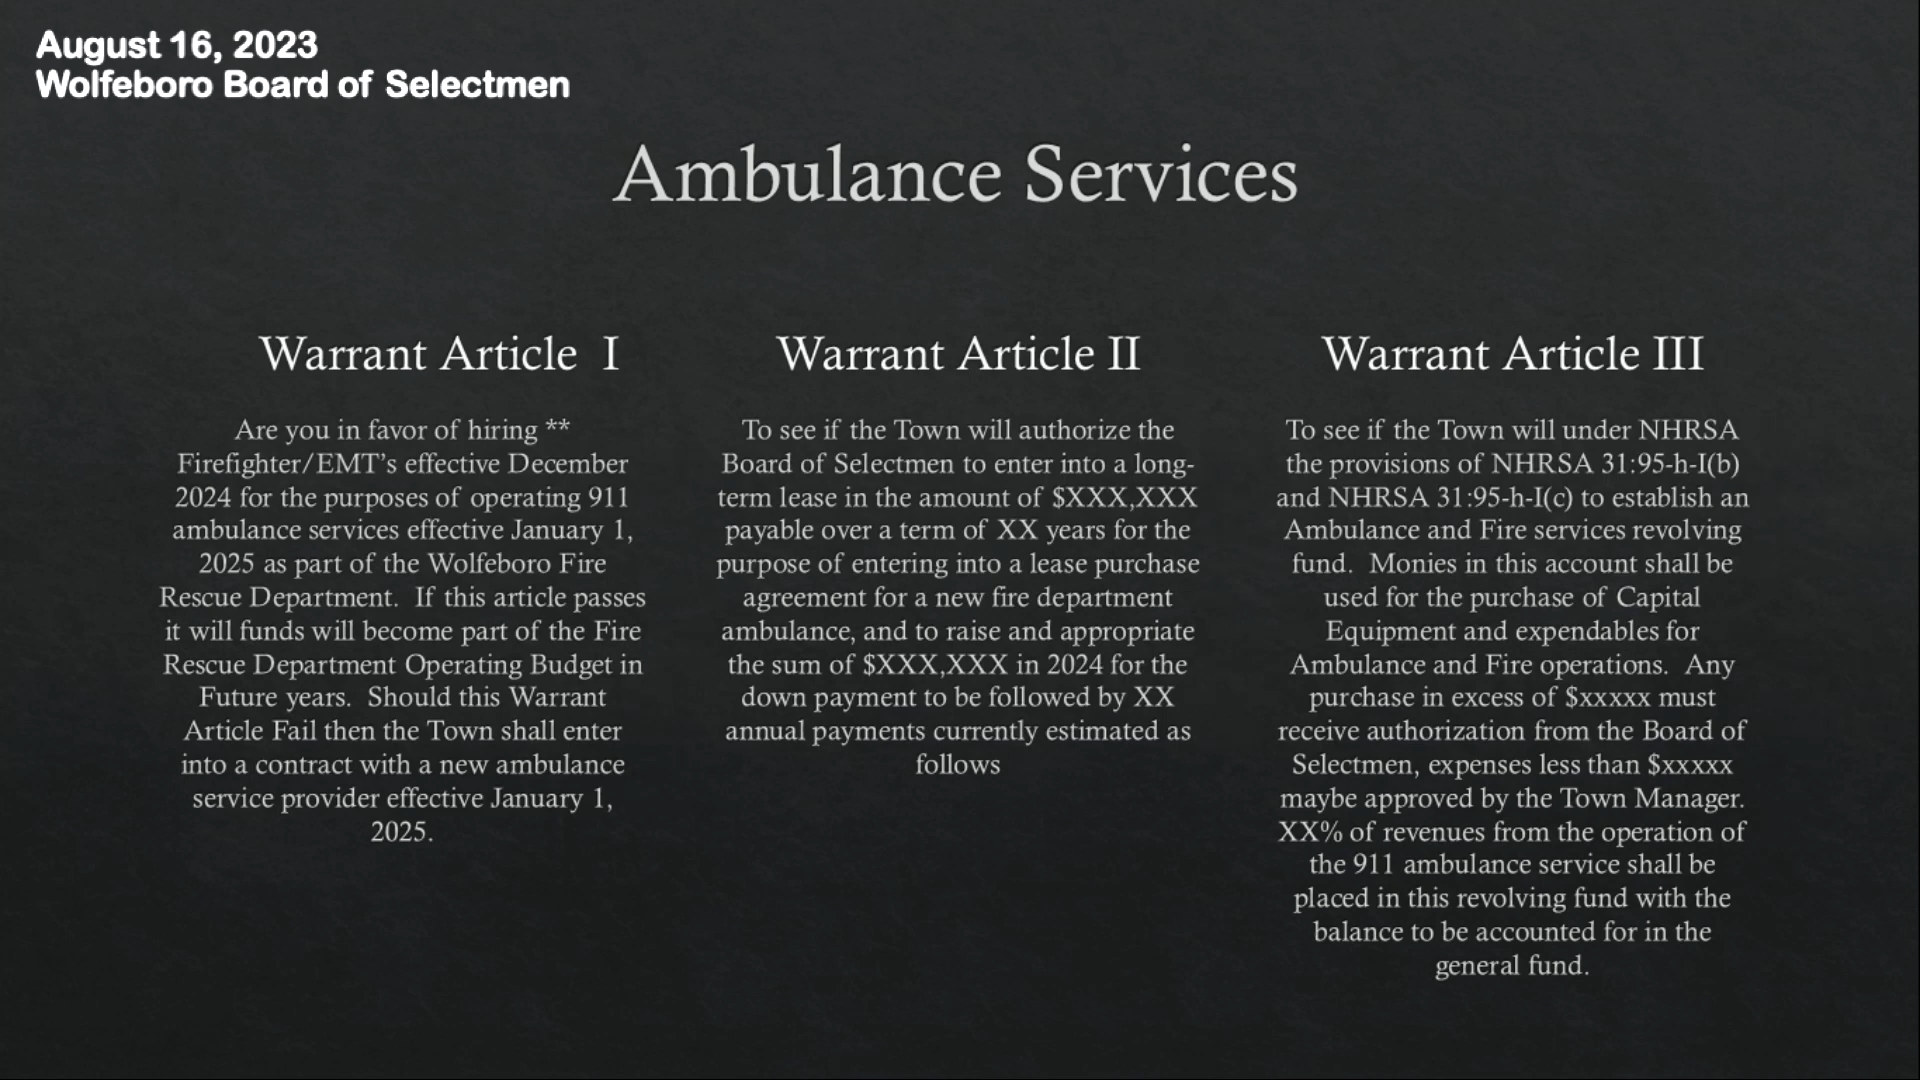 August 16, 2023
Wolfeboro Board of Selectmen
Ambulance Services
Warrant Article I
Are you in favor of hiring **
Firefighter/EMT's effective December
2024 for the purposes of operating 911
ambulance services effective January 1,
2025 as part of the Wolfeboro Fire
Rescue Department. If this article passes
it will funds will become part of the Fire
Rescue Department Operating Budget in
Future years. Should this Warrant
Article Fail then the Town shall enter
into a contract with a new ambulance
service provider effective January 1,
2025.
Warrant Article II
To see if the Town will authorize the
Board of Selectmen to enter into a long-
term lease in the amount of $XXX,XXX
payable over a term of XX years for the
purpose of entering into a lease purchase
agreement for a new fire department
ambulance, and to raise and appropriate
the sum of $XXX,XXX in 2024 for the
down payment to be followed by XX
annual payments currently estimated as
follows
Warrant Article III
To see if the Town will under NHRSA
the provisions of NHRSA 31:95-h-I(b)
and NHRSA 31:95-h-I(c) to establish an
Ambulance and Fire services revolving
fund. Monies in this account shall be
used for the purchase of Capital
Equipment and expendables for
Ambulance and Fire operations. Any
purchase in excess of $xxxxx must
receive authorization from the Board of
Selectmen, expenses less than $xxxxx
maybe approved by the Town Manager.
XX% of revenues from the operation of
the 911 ambulance service shall be
placed in this revolving fund with the
balance to be accounted for in the
general fund.